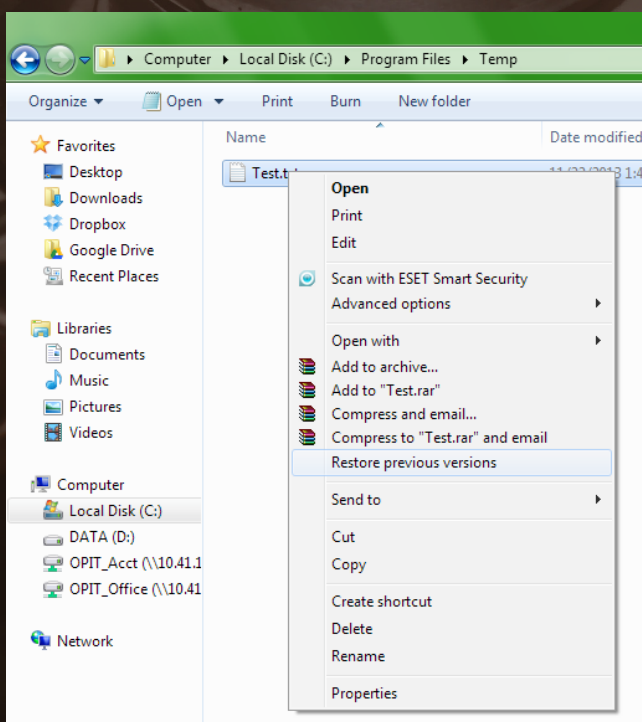 Computer Local Disk (C:) Program Files Temp
Organize Open Print Burn New folder
Name Date modified
Favorites
Desktop
Downloads
Dropbox
Google Drive
Recent Places
Libraries
Documents
Music
Pictures
Videos
Computer
Local Disk (C:)
DATA (D:)
OPIT_Acct (\\10.41.1
OPIT_Office (\\10.41
Network
Open
Print
Edit
Scan with ESET Smart Security
Advanced options
Open with
Add to archive...
Add to "Test.rar"
Compress and email...
Compress to "Test.rar" and email
Restore previous versions
Send to
Cut
Copy
Create shortcut
Delete
Rename
Properties